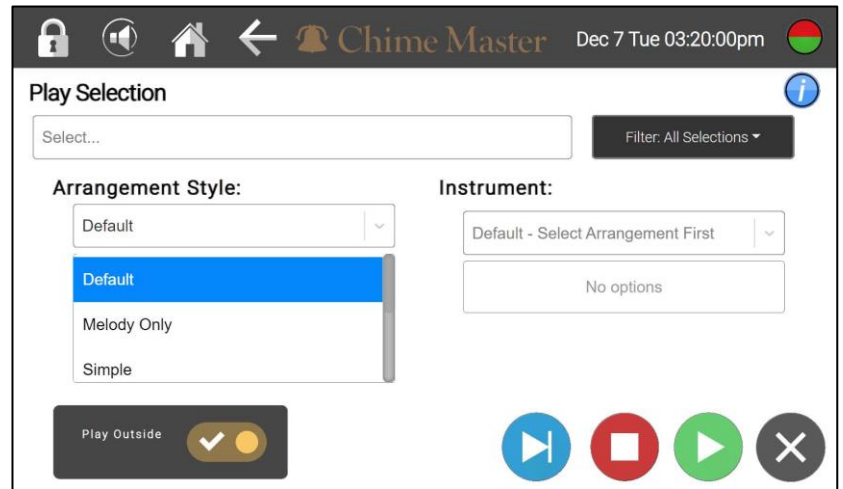 Chime Master Dec 7 Tue 03:20:00pm
Play Selection
i
Select...
Filter: All Selections
Arrangement Style:
Instrument:
Default
Default - Select Arrangement First
Default
No options
Melody Only
Simple
Play Outside